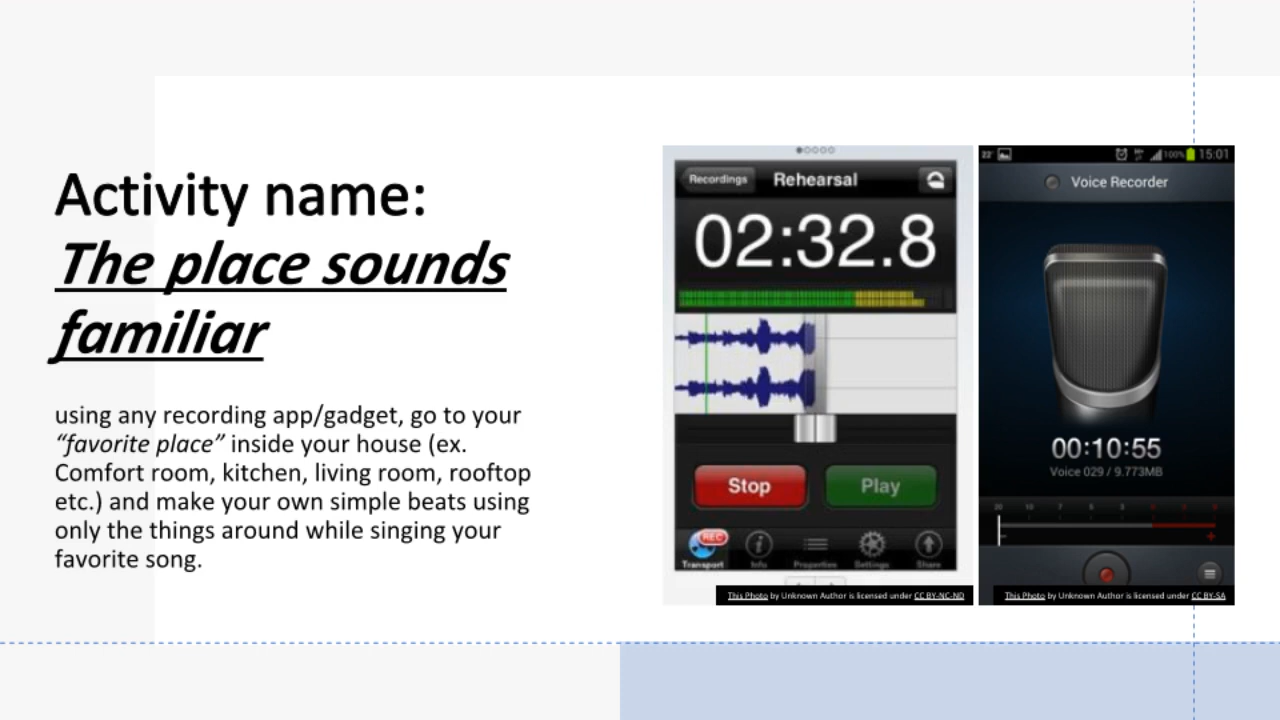 Activity name:
The place sounds
familiar
using any recording app/gadget, go to your
“favorite place” inside your house (ex.
Comfort room, kitchen, living room, rooftop
etc.) and make your own simple beats using
only the things around while singing your
favorite song.
Recordings
Rehearsal
02:32.8
Stop
Play
REC
Transport
Info
Properties
Settings
Share
This Photo by Unknown Author is licensed under CC BY-NC-ND
22°
100%
15:01
Voice Recorder
00:10:55
Voice 029 / 9.773MB
This Photo by Unknown Author is licensed under CC BY-SA